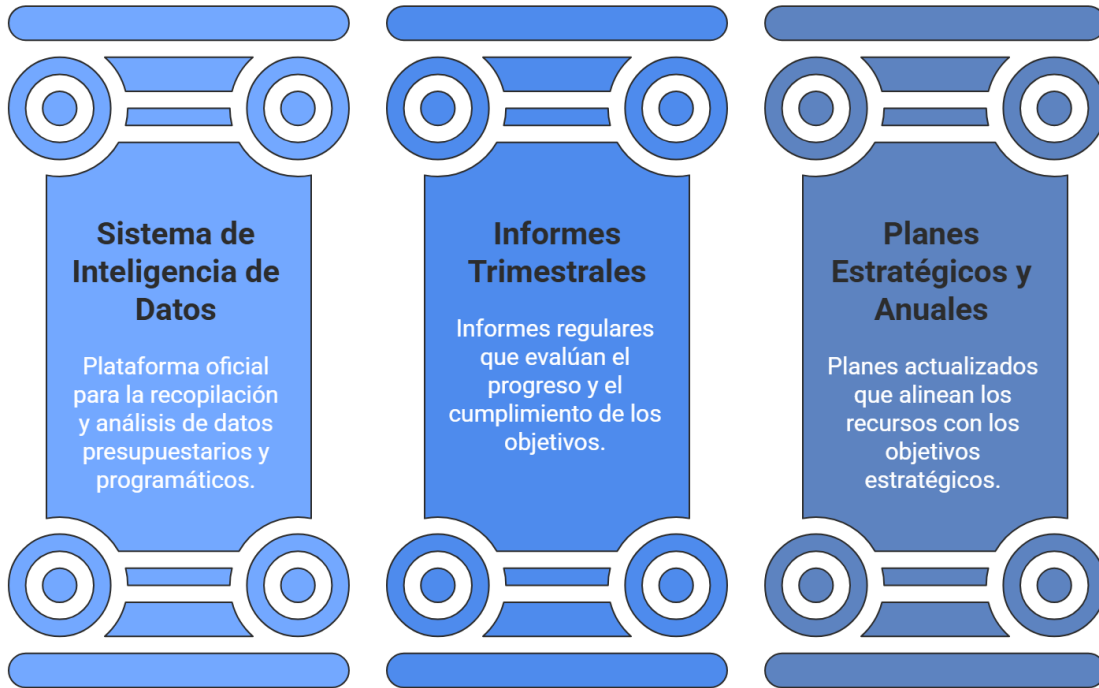 Sistema de
Inteligencia de
Datos
Plataforma oficial
para la recopilación
y análisis de datos
presupuestarios y
programáticos.
Informes
Trimestrales
Informes regulares
que evalúan el
progreso y el
cumplimiento de los
objetivos.
Planes
Estratégicos y
Anuales
Planes actualizados
que alinean los
recursos con los
objetivos
estratégicos.